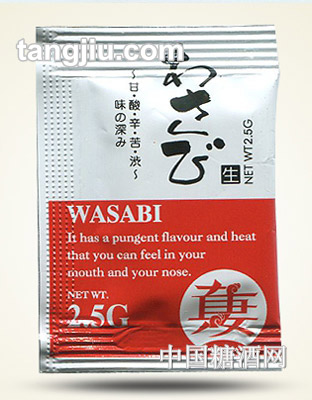 tangjiu.com
わさび
～甘・酸・辛・苦・渋～
味の深み
生
NET WT 2.5G
WASABI
It has a pungent flavour and heat
that you can feel in your
mouth and your nose.
NET WT.
2.5G
中国糖酒网